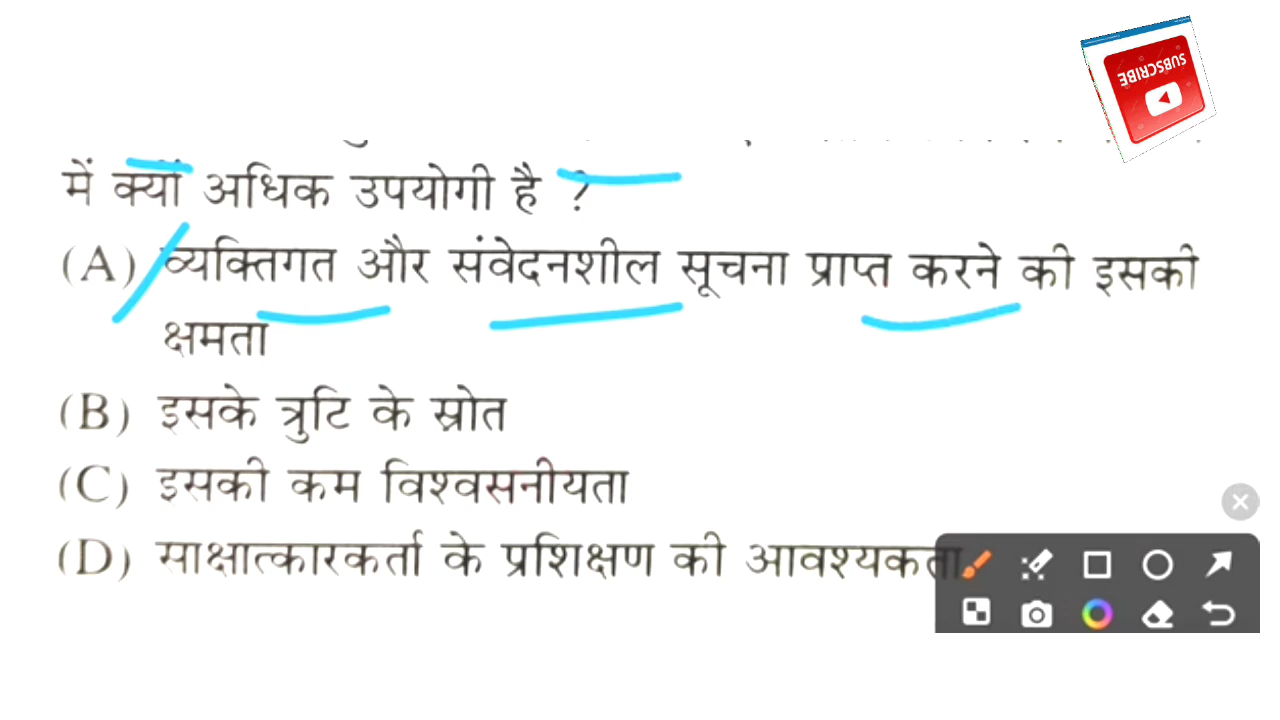 SUBSCRIBE
में क्यों अधिक उपयोगी है ?
(A) व्यक्तिगत और संवेदनशील सूचना प्राप्त करने की इसकी
क्षमता
(B) इसके त्रुटि के स्रोत
(C) इसकी कम विश्वसनीयता
(D) साक्षात्कारकर्ता के प्रशिक्षण की आवश्यकता